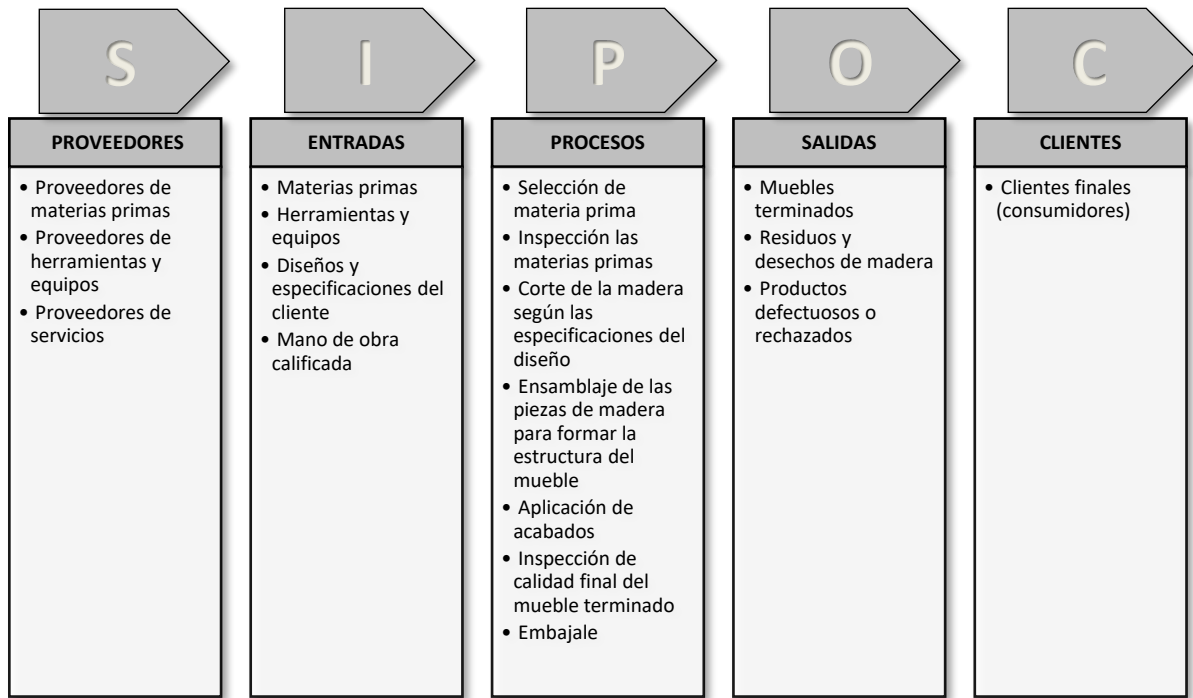 S
I
P
O
C
PROVEEDORES
• Proveedores de
materias primas
• Proveedores de
herramientas y
equipos
• Proveedores de
servicios
ENTRADAS
• Materias primas
• Herramientas y
equipos
• Diseños y
especificaciones del
cliente
• Mano de obra
calificada
PROCESOS
• Selección de
materia prima
• Inspección las
materias primas
• Corte de la madera
según las
especificaciones del
diseño
• Ensamblaje de las
piezas de madera
para formar la
estructura del
mueble
• Aplicación de
acabados
• Inspección de
calidad final del
mueble terminado
• Embajale
SALIDAS
• Muebles
terminados
• Residuos y
desechos de madera
• Productos
defectuosos o
rechazados
CLIENTES
• Clientes finales
(consumidores)